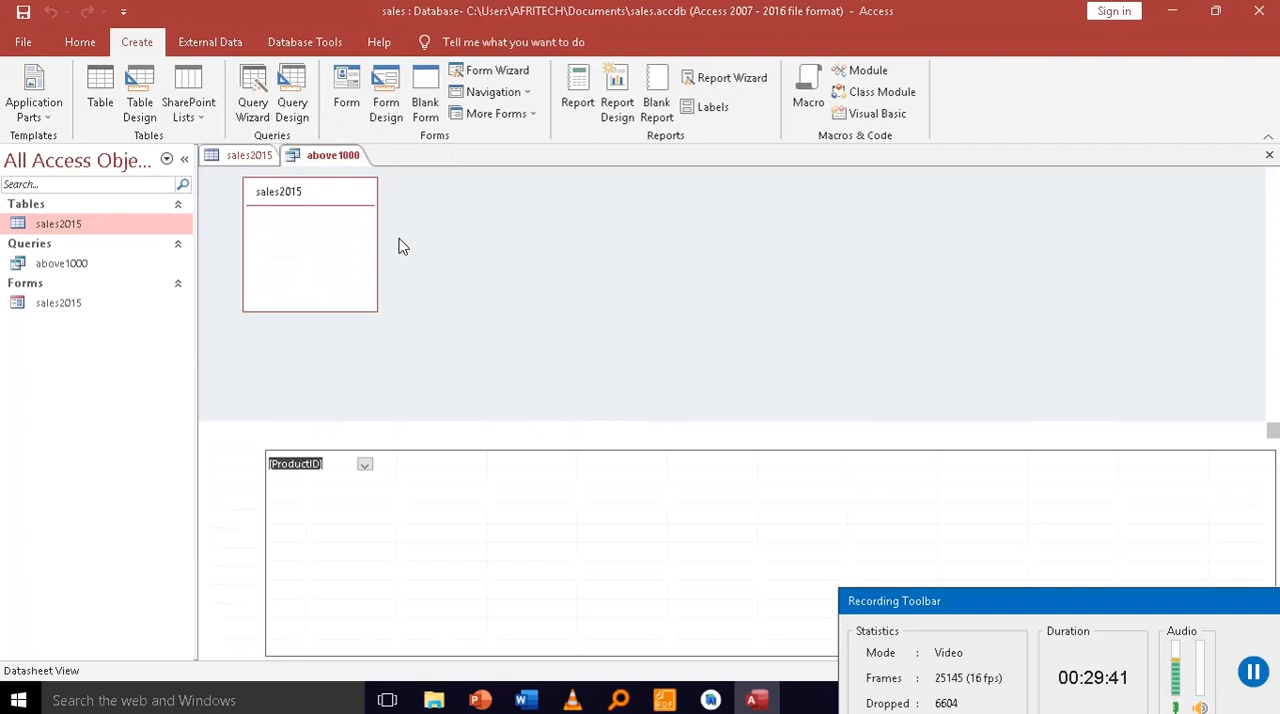 sales : Database- C:\Users\AFRITECH\Documents\sales.accdb (Access 2007 - 2016 file format) - Access
Sign in
File
Home
Create
External Data
Database Tools
Help
Tell me what you want to do
Application Parts
Table
Table Design
SharePoint Lists
Query Wizard
Query Design
Form
Form Design
Blank Form
Form Wizard
Navigation
More Forms
Report
Report Design
Blank Report
Report Wizard
Labels
Macro
Module
Class Module
Visual Basic
Templates
Tables
Queries
Forms
Reports
Macros & Code
All Access Obje...
Search...
Tables
sales2015
Queries
above1000
Forms
sales2015
sales2015
above1000
sales2015
[ProductID]
Recording Toolbar
Statistics
Mode : Video
Frames : 25145 (16 fps)
Dropped : 6604
Duration
00:29:41
Audio
Datasheet View
Search the web and Windows